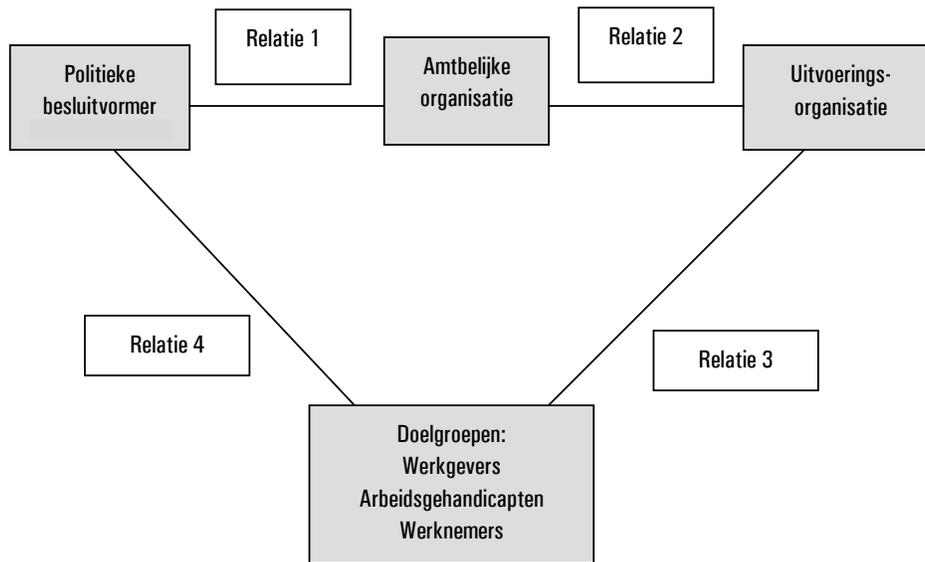 Relatie 1
Relatie 2
Politieke
besluitvormer
Amtbelijke
organisatie
Uitvoerings-
organisatie
Relatie 4
Relatie 3
Doelgroepen:
Werkgevers
Arbeidsgehandicapten
Werknemers